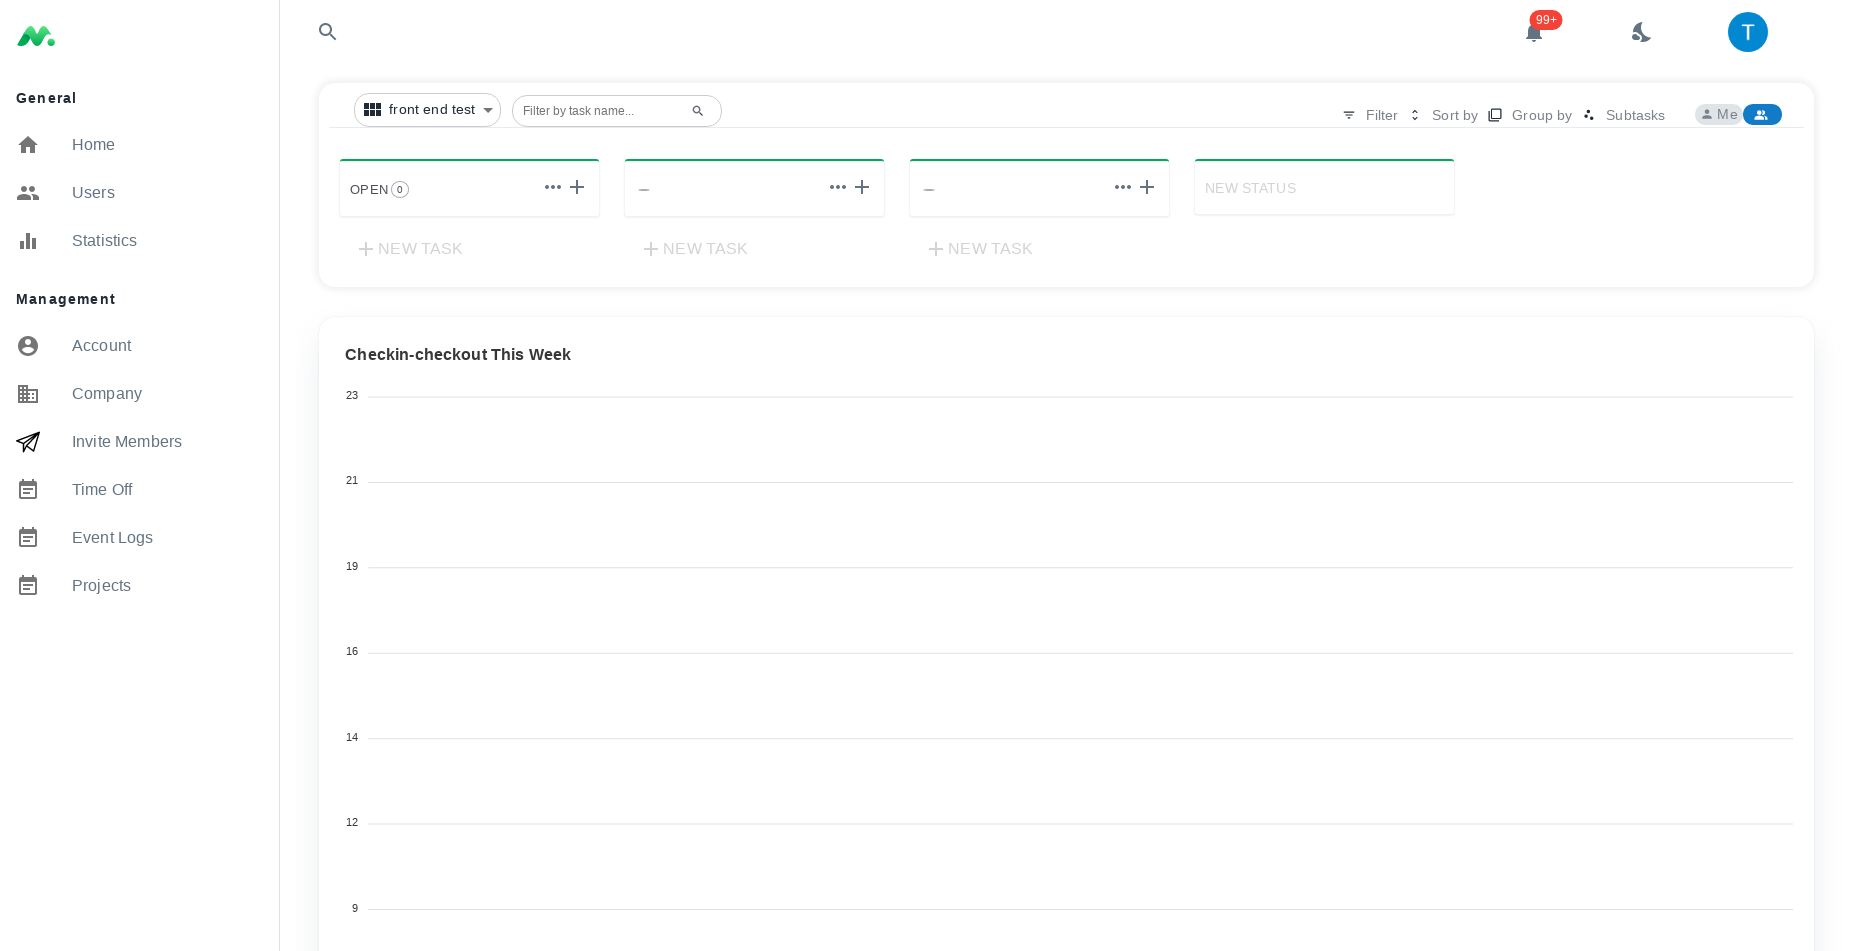 99+
T
General
Home
Users
Statistics
Management
Account
Company
Invite Members
Time Off
Event Logs
Projects
front end test
Filter by task name...
Filter
Sort by
Group by
Subtasks
Me
OPEN 0
NEW STATUS
NEW TASK
NEW TASK
NEW TASK
Checkin-checkout This Week
23
21
19
16
14
12
9